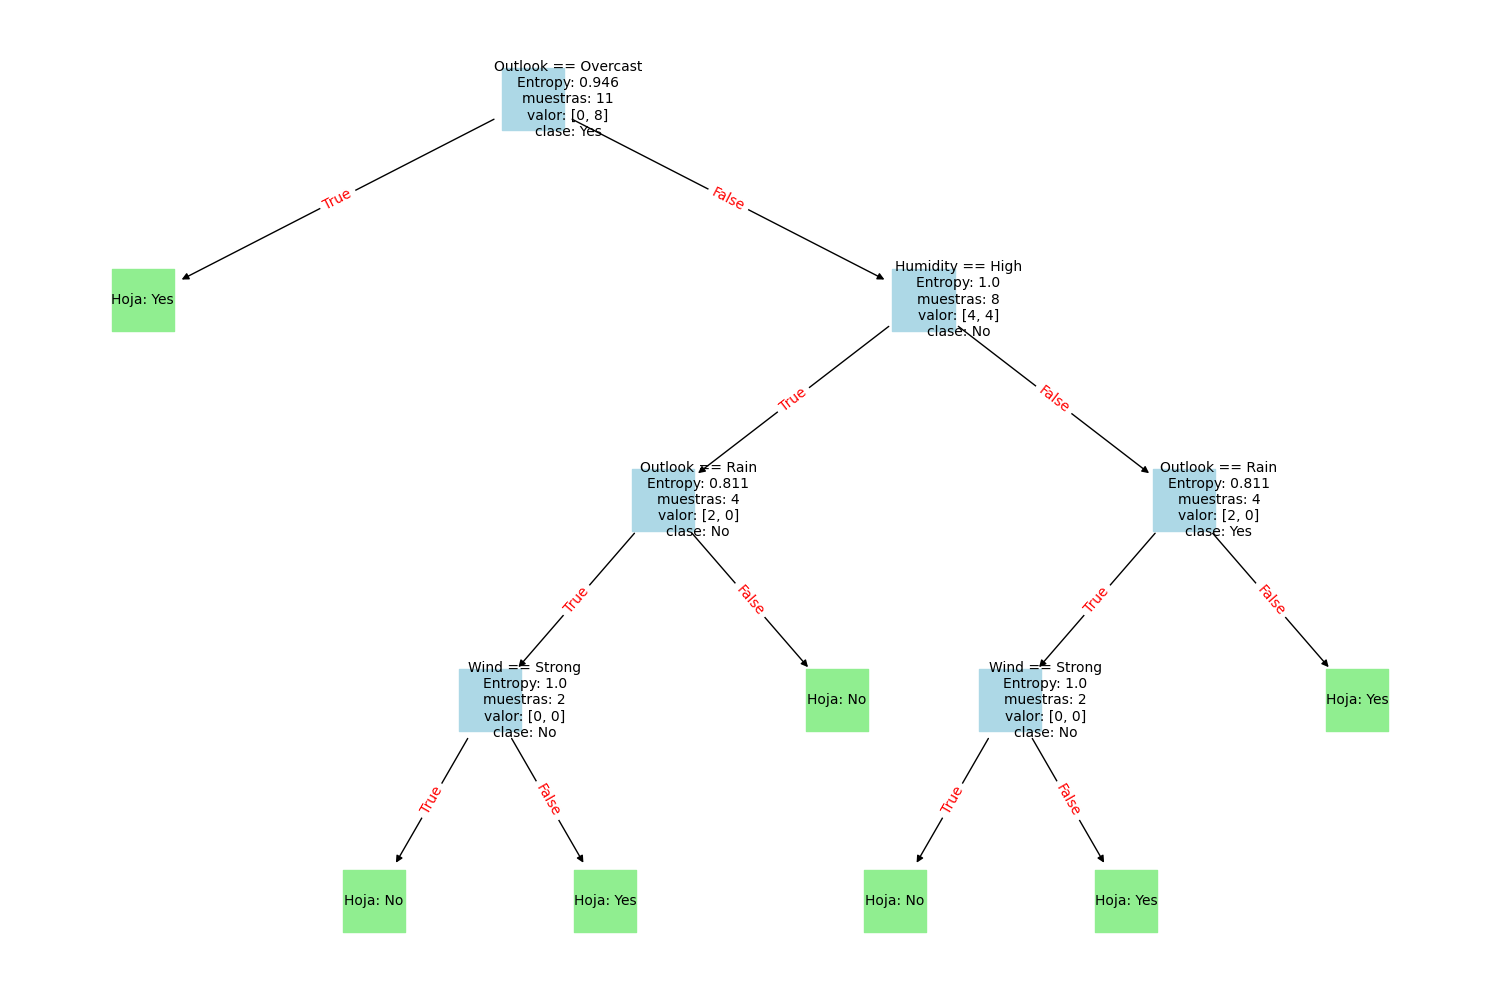 Outlook == Overcast
Entropy: 0.946
muestras: 11
valor: [0, 8]
clase: Yes
True
False
Hoja: Yes
Humidity == High
Entropy: 1.0
muestras: 8
valor: [4, 4]
clase: No
True
False
Outlook == Rain
Entropy: 0.811
muestras: 4
valor: [2, 0]
clase: No
Outlook == Rain
Entropy: 0.811
muestras: 4
valor: [2, 0]
clase: Yes
True
False
True
False
Wind == Strong
Entropy: 1.0
muestras: 2
valor: [0, 0]
clase: No
Hoja: No
Wind == Strong
Entropy: 1.0
muestras: 2
valor: [0, 0]
clase: No
Hoja: Yes
True
False
True
False
Hoja: No
Hoja: Yes
Hoja: No
Hoja: Yes